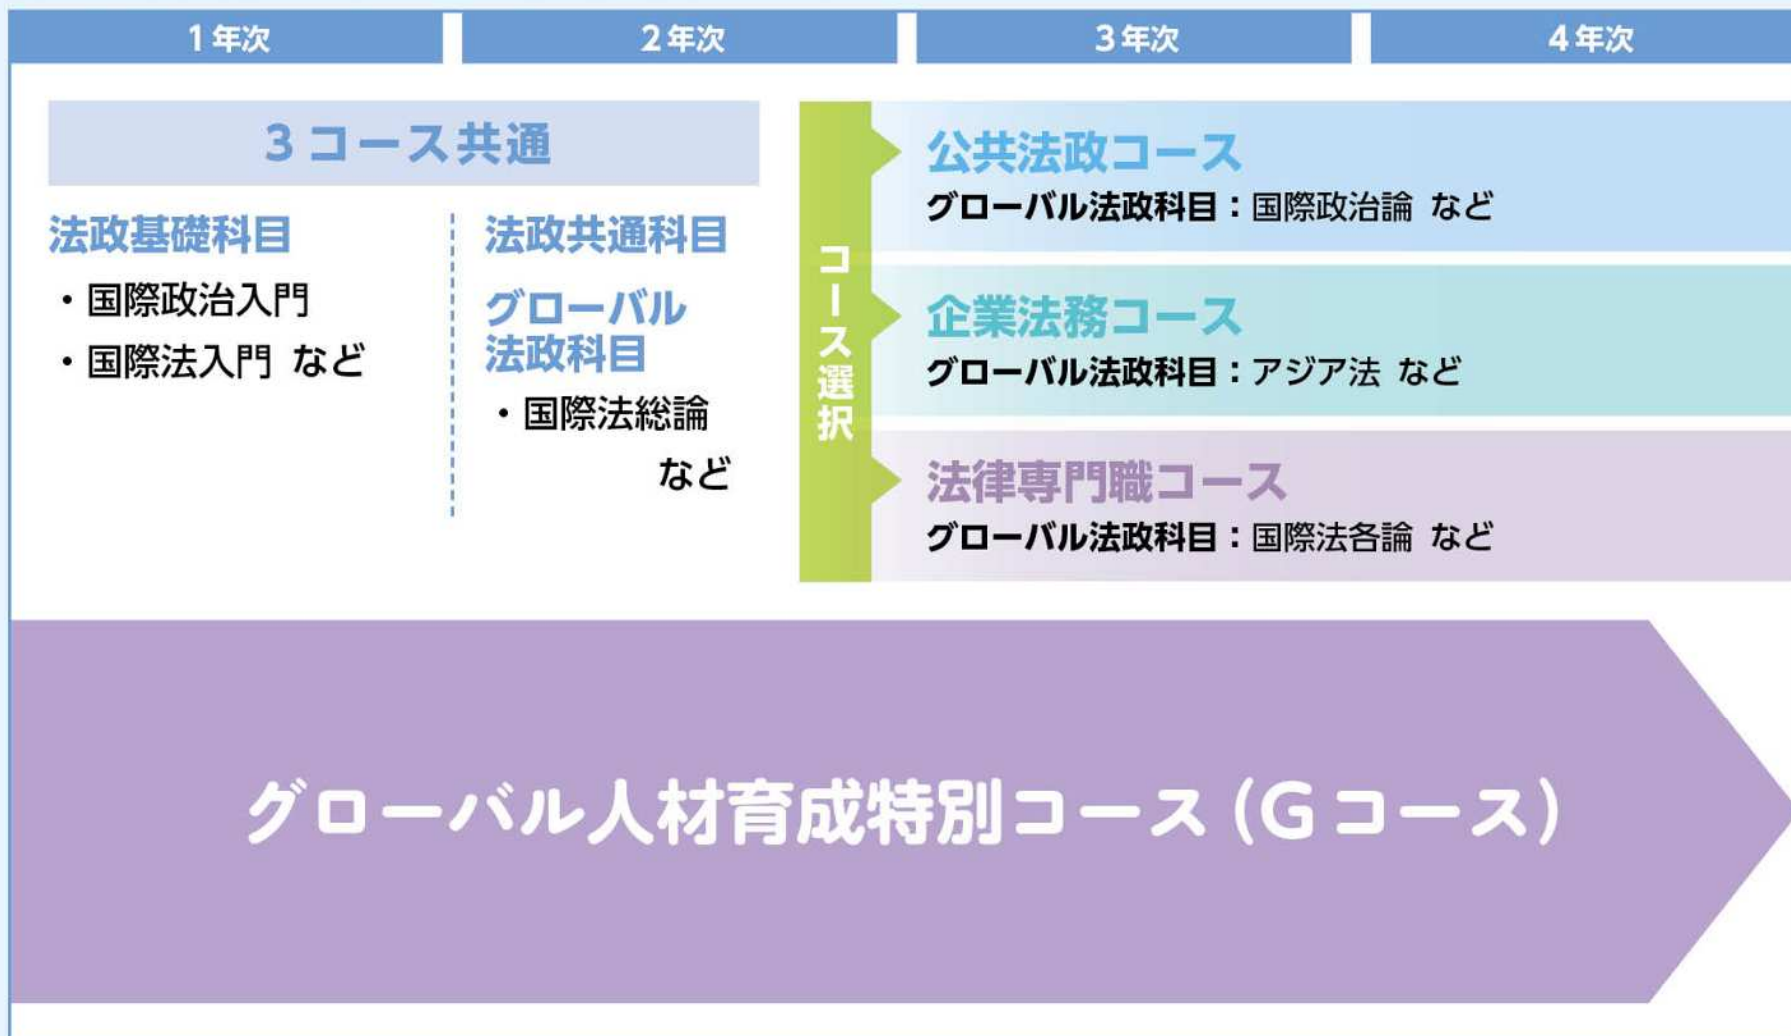 1年次
2年次
3年次
4年次
3コース共通
法政基礎科目
・国際政治入門
・国際法入門 など
法政共通科目
グローバル
法政科目
・国際法総論
など
コース選択
公共法政コース
グローバル法政科目：国際政治論 など
企業法務コース
グローバル法政科目：アジア法 など
法律専門職コース
グローバル法政科目：国際法各論 など
グローバル人材育成特別コース(Gコース)